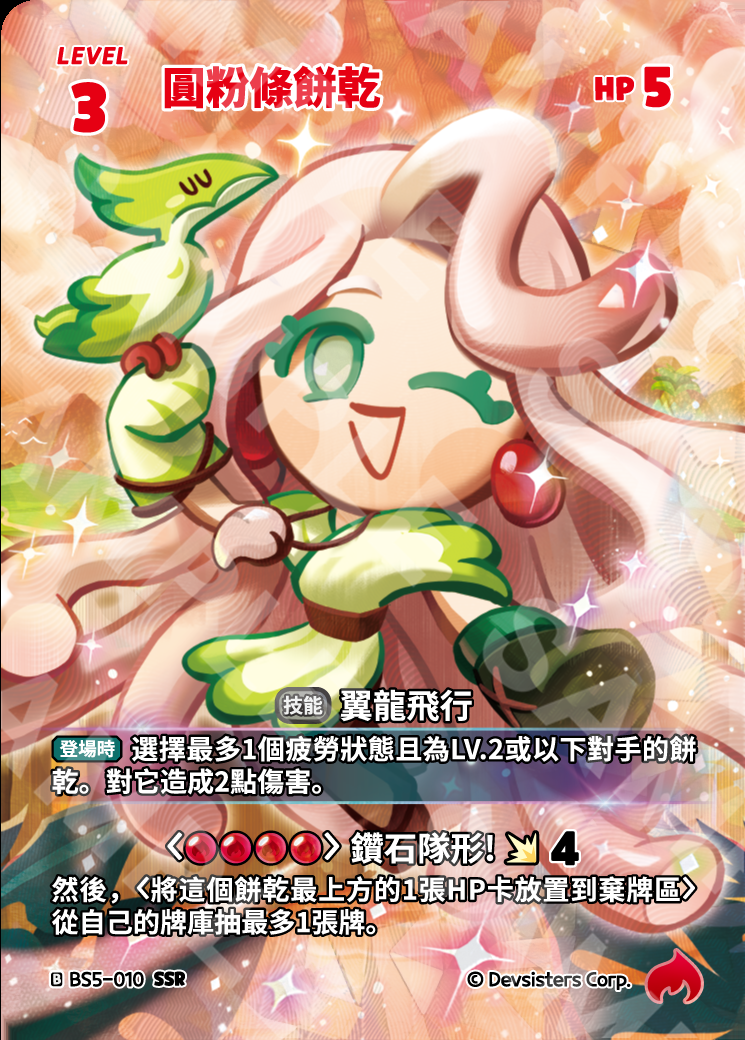 LEVEL
3
圓粉條餅乾
HP 5
技能 翼龍飛行
登場時 選擇最多1個疲勞狀態且為LV.2或以下對手的餅
乾。對它造成2點傷害。
〈●●●●〉 鑽石隊形! 4
然後，〈將這個餅乾最上方的1張HP卡放置到棄牌區〉
從自己的牌庫抽最多1張牌。
B BS5-010 SSR
© Devsisters Corp.